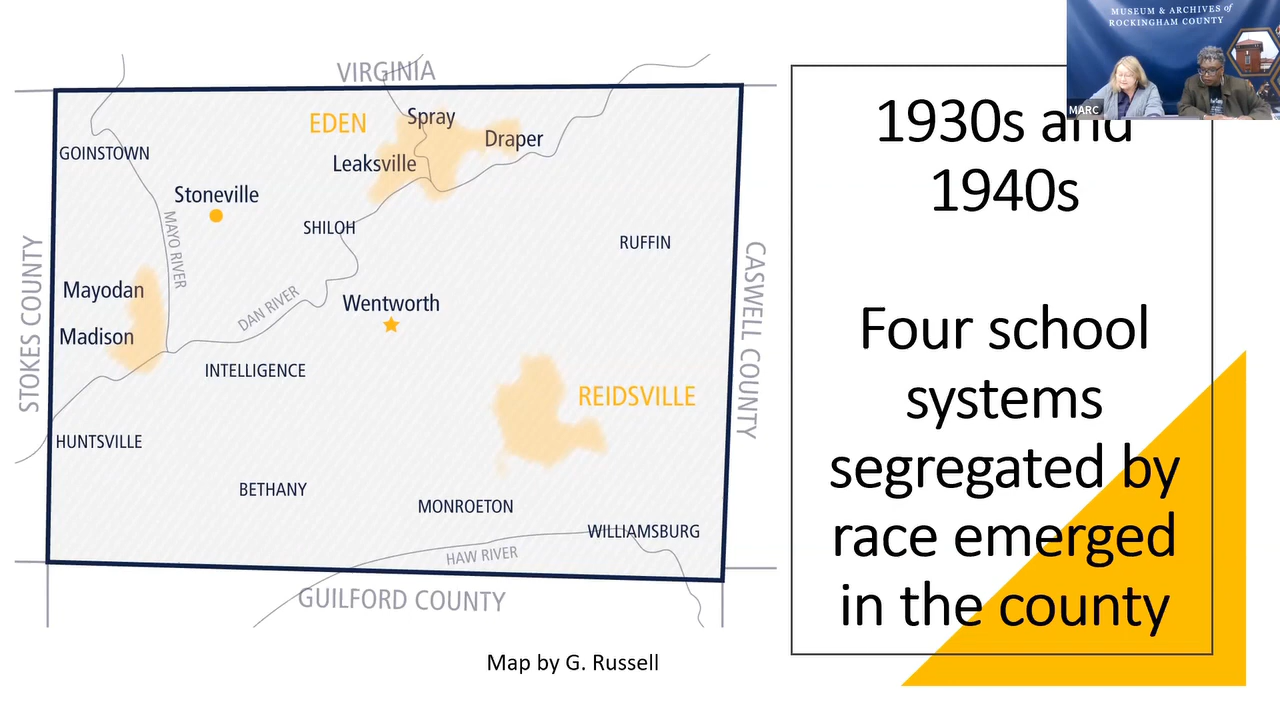 MUSEUM & ARCHIVES of
ROCKINGHAM COUNTY
MARC
1930s and
1940s
Four school
systems
segregated by
race emerged
in the county
VIRGINIA
EDEN
Spray
Draper
Leaksville
GOINSTOWN
Stoneville
MAYO RIVER
SHILOH
RUFFIN
STOKES COUNTY
CASWELL COUNTY
Mayodan
Madison
DAN RIVER
Wentworth
INTELLIGENCE
REIDSVILLE
HUNTSVILLE
BETHANY
MONROETON
WILLIAMSBURG
HAW RIVER
GUILFORD COUNTY
Map by G. Russell